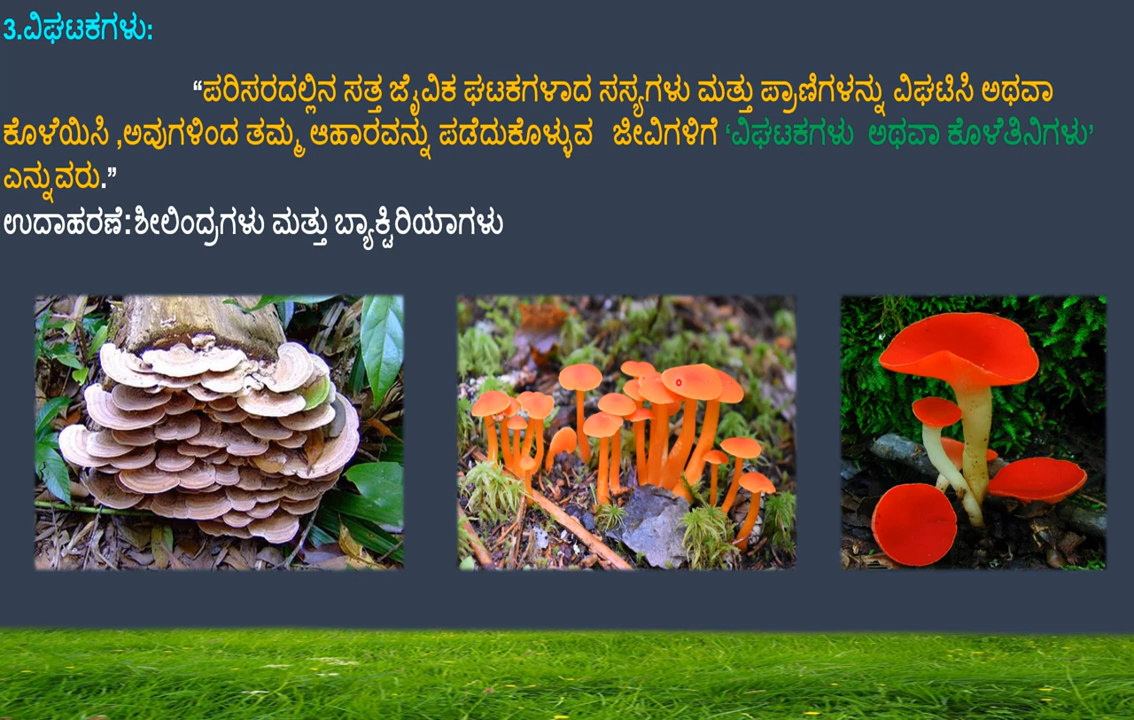 3.ವಿಘಟಕಗಳು:
“ಪರಿಸರದಲ್ಲಿನ ಸತ್ತ ಜೈವಿಕ ಘಟಕಗಳಾದ ಸಸ್ಯಗಳು ಮತ್ತು ಪ್ರಾಣಿಗಳನ್ನು ವಿಘಟಿಸಿ ಅಥವಾ
ಕೊಳೆಯಿಸಿ ,ಅವುಗಳಿಂದ ತಮ್ಮ ಆಹಾರವನ್ನು ಪಡೆದುಕೊಳ್ಳುವ ಜೀವಿಗಳಿಗೆ ‘ವಿಘಟಕಗಳು ಅಥವಾ ಕೊಳೆತಿನಿಗಳು’
ಎನ್ನುವರು.”
ಉದಾಹರಣೆ:ಶೀಲಿಂದ್ರಗಳು ಮತ್ತು ಬ್ಯಾಕ್ಟಿರಿಯಾಗಳು